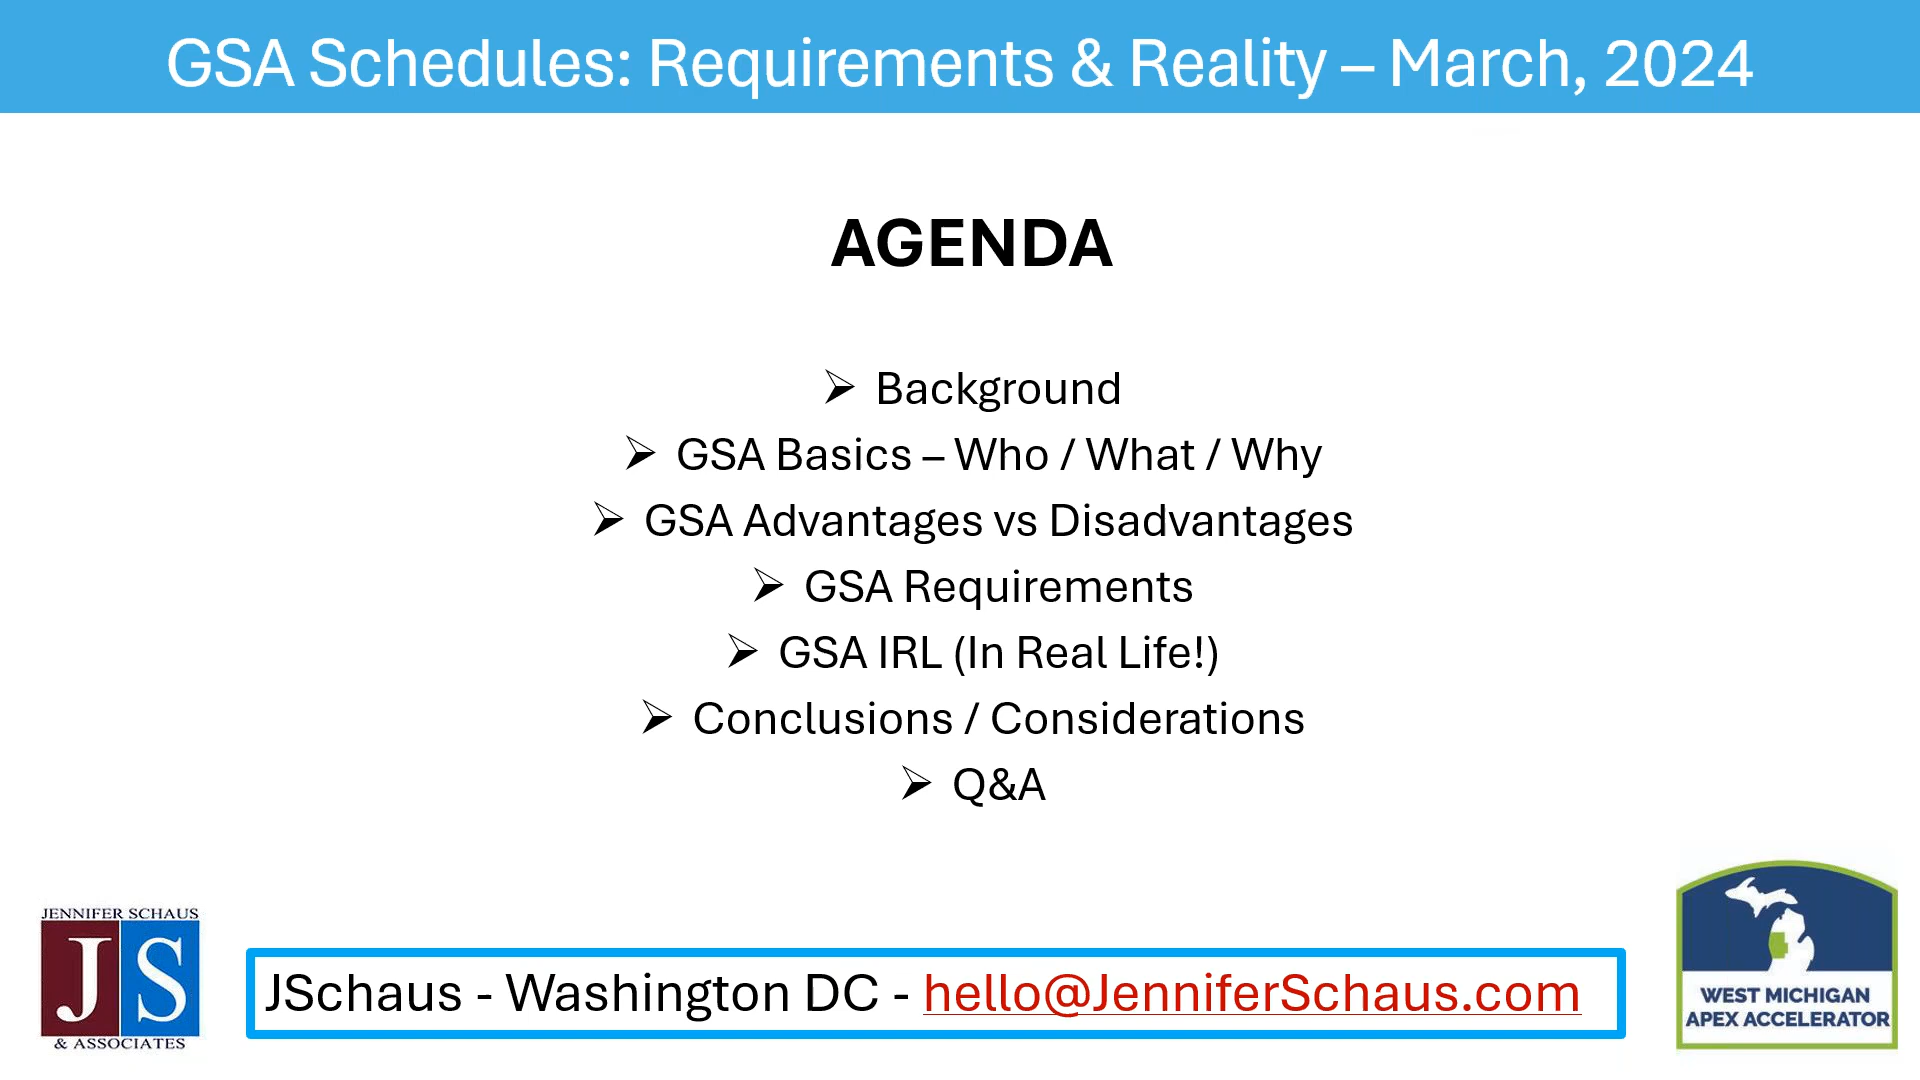 GSA Schedules: Requirements & Reality – March, 2024
AGENDA
➢ Background
➢ GSA Basics – Who / What / Why
➢ GSA Advantages vs Disadvantages
➢ GSA Requirements
➢ GSA IRL (In Real Life!)
➢ Conclusions / Considerations
➢ Q&A
JENNIFER SCHAUS
JS
& ASSOCIATES
JSchaus - Washington DC - hello@JenniferSchaus.com
WEST MICHIGAN
APEX ACCELERATOR